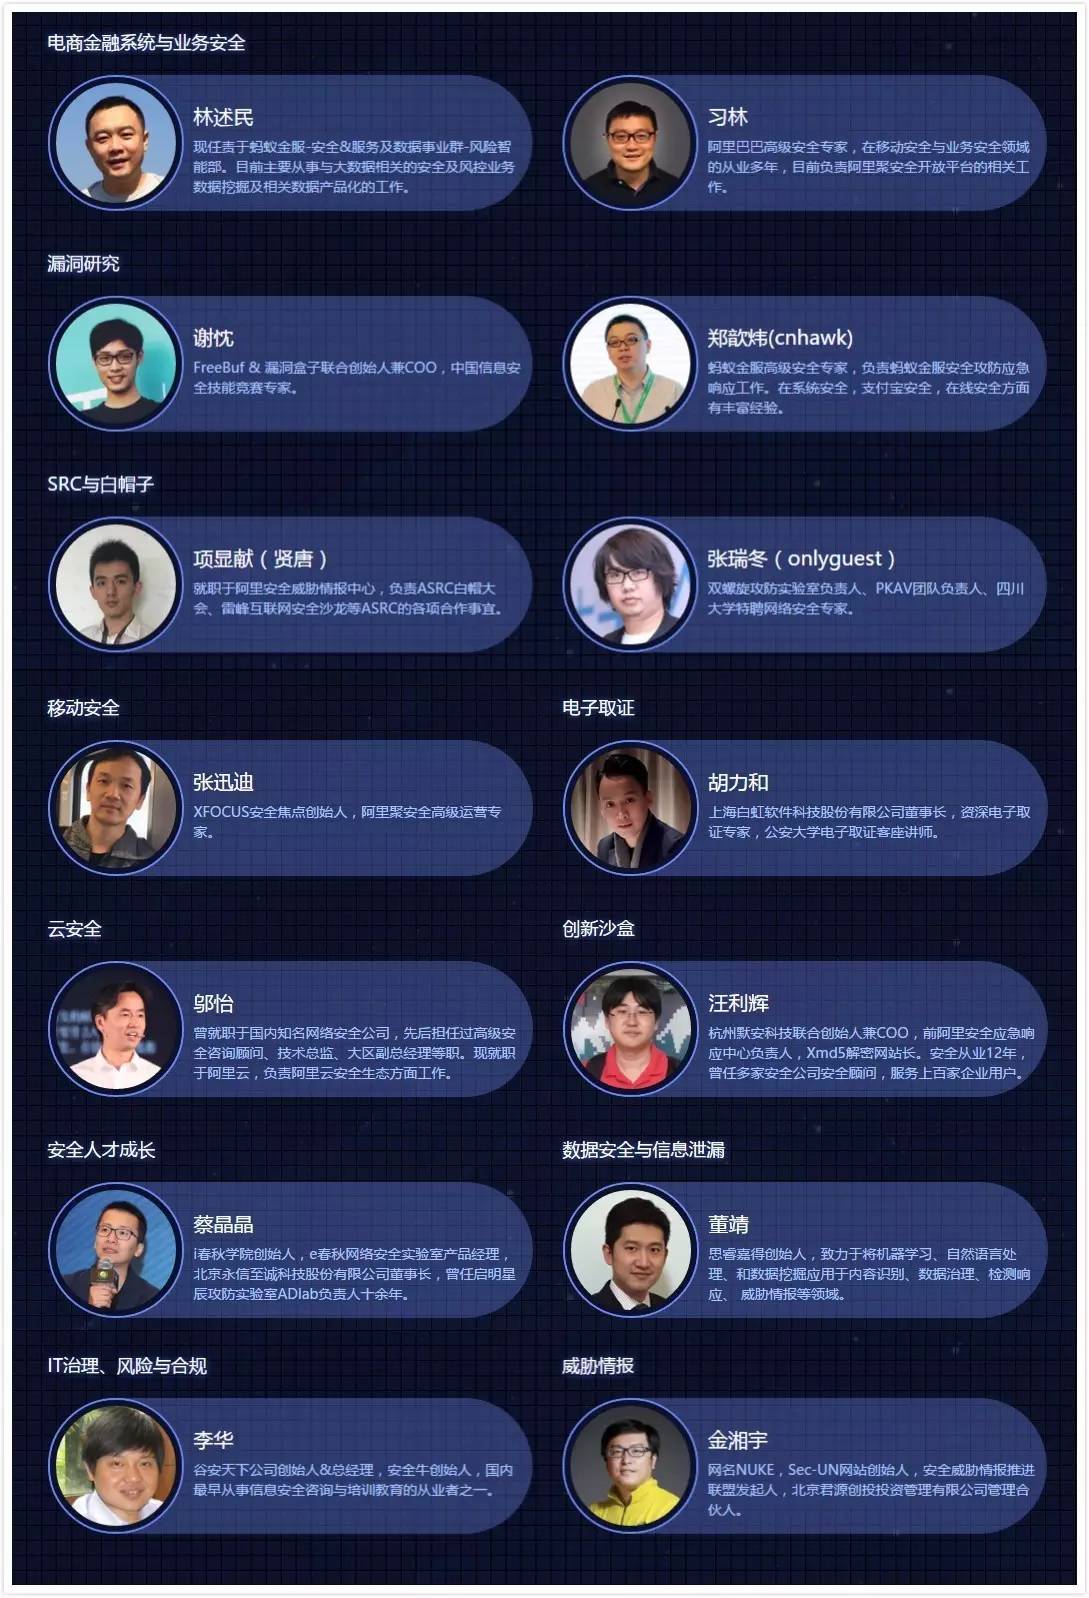 电商金融系统与业务安全
林述民
现任责于蚂蚁金服-安全&服务及数据事业群-风险智
能部。目前主要从事与大数据相关的安全及风控业务
数据挖掘及相关数据产品化的工作。
习林
阿里巴巴高级安全专家，在移动安全与业务安全领域
的从业多年，目前负责阿里聚安全开放平台的相关工
作。
漏洞研究
谢忱
FreeBuf & 漏洞盒子联合创始人兼COO，中国信息安
全技能竞赛专家。
郑歆炜(cnhawk)
蚂蚁金服高级安全专家，负责蚂蚁金服安全攻防应急
响应工作。在系统安全，支付宝安全，在线安全方面
有丰富经验。
SRC与白帽子
项显献（贤唐）
就职于阿里安全威胁情报中心，负责ASRC白帽大
会、雷峰互联网安全沙龙等ASRC的各项合作事宜。
张瑞冬（onlyguest）
双螺旋攻防实验室负责人、PKAV团队负责人、四川
大学特聘网络安全专家。
移动安全
张迅迪
XFOCUS安全焦点创始人，阿里聚安全高级运营专
家。
电子取证
胡力和
上海白虹软件科技股份有限公司董事长，资深电子取
证专家，公安大学电子取证客座讲师。
云安全
邬怡
曾就职于国内知名网络安全公司，先后担任过高级安
全咨询顾问、技术总监、大区副总经理等职。现就职
于阿里云，负责阿里云安全生态方面工作。
创新沙盒
汪利辉
杭州默安科技联合创始人兼COO，前阿里安全应急响
应中心负责人，Xmd5解密网站长。安全从业12年，
曾任多家安全公司安全顾问，服务上百家企业用户。
安全人才成长
蔡晶晶
i春秋学院创始人，e春秋网络安全实验室产品经理，
北京永信至诚科技股份有限公司董事长，曾任启明星
辰攻防实验室ADlab负责人十余年。
数据安全与信息泄漏
董靖
思睿嘉得创始人，致力于将机器学习、自然语言处
理、和数据挖掘应用于内容识别、数据治理、检测响
应、 威胁情报等领域。
IT治理、风险与合规
李华
谷安天下公司创始人&总经理，安全牛创始人，国内
最早从事信息安全咨询与培训教育的从业者之一。
威胁情报
金湘宇
网名NUKE，Sec-UN网站创始人，安全威胁情报推进
联盟发起人，北京君源创投投资管理有限公司管理合
伙人。